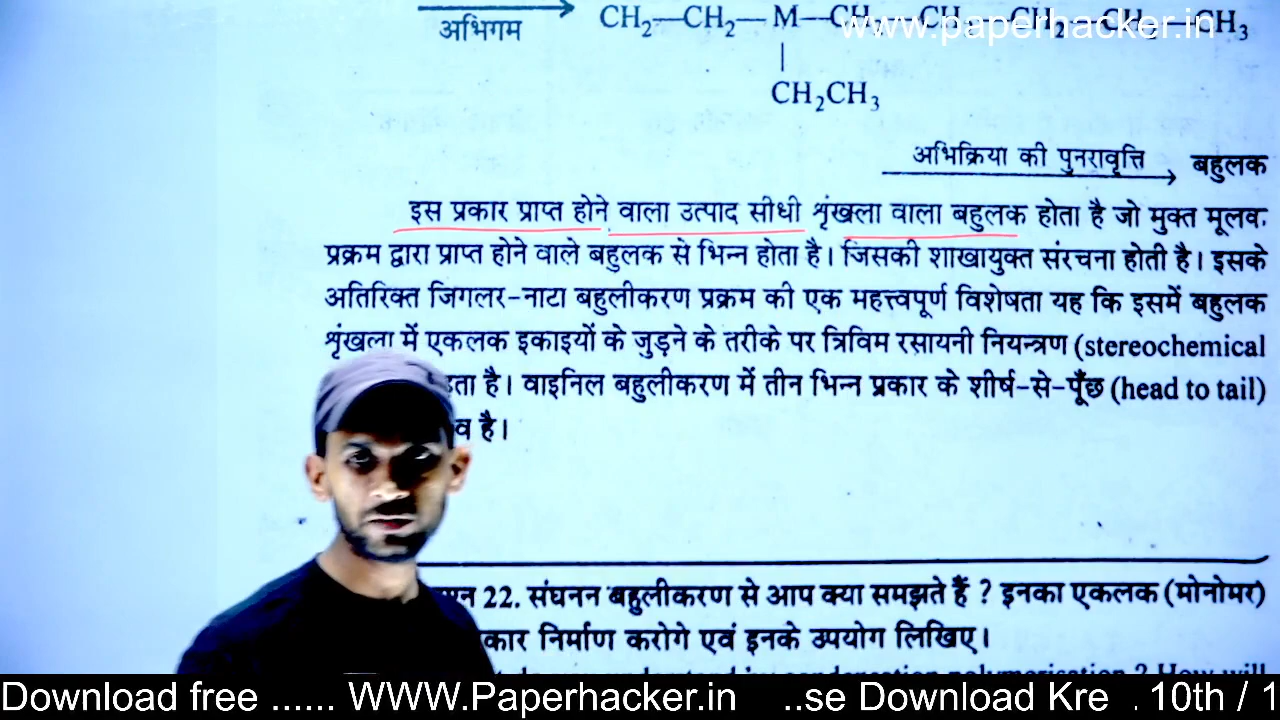 अभिगम
CH₂—CH₂—M—CH₂—CH₂—CH₂—CH₂—CH₃
www.paperhacker.in
|
CH₂CH₃
अभिक्रिया की पुनरावृत्ति
बहुलक
इस प्रकार प्राप्त होने वाला उत्पाद सीधी शृंखला वाला बहुलक होता है जो मुक्त
प्रक्रम द्वारा प्राप्त होने वाले बहुलक से भिन्न होता है। जिसकी शाखायुक्त संरचना होती है। इसके
अतिरिक्त जिगलर-नाटा बहुलीकरण प्रक्रम की एक महत्त्वपूर्ण विशेषता यह कि इसमें बहुलक
शृंखला में एकलक इकाइयों के जुड़ने के तरीके पर त्रिविम रसायनी नियन्त्रण (stereochemical
है। वाइनिल बहुलीकरण में तीन भिन्न प्रकार के शीर्ष-से-पूँछ (head to tail)
है।
22. संघनन बहुलीकरण से आप क्या समझते हैं ? इनका एकलक (मोनोमर)
निर्माण करोगे एवं इनके उपयोग लिखिए।
Download free ...... WWW.Paperhacker.in ..se Download Kre . 10th / 1